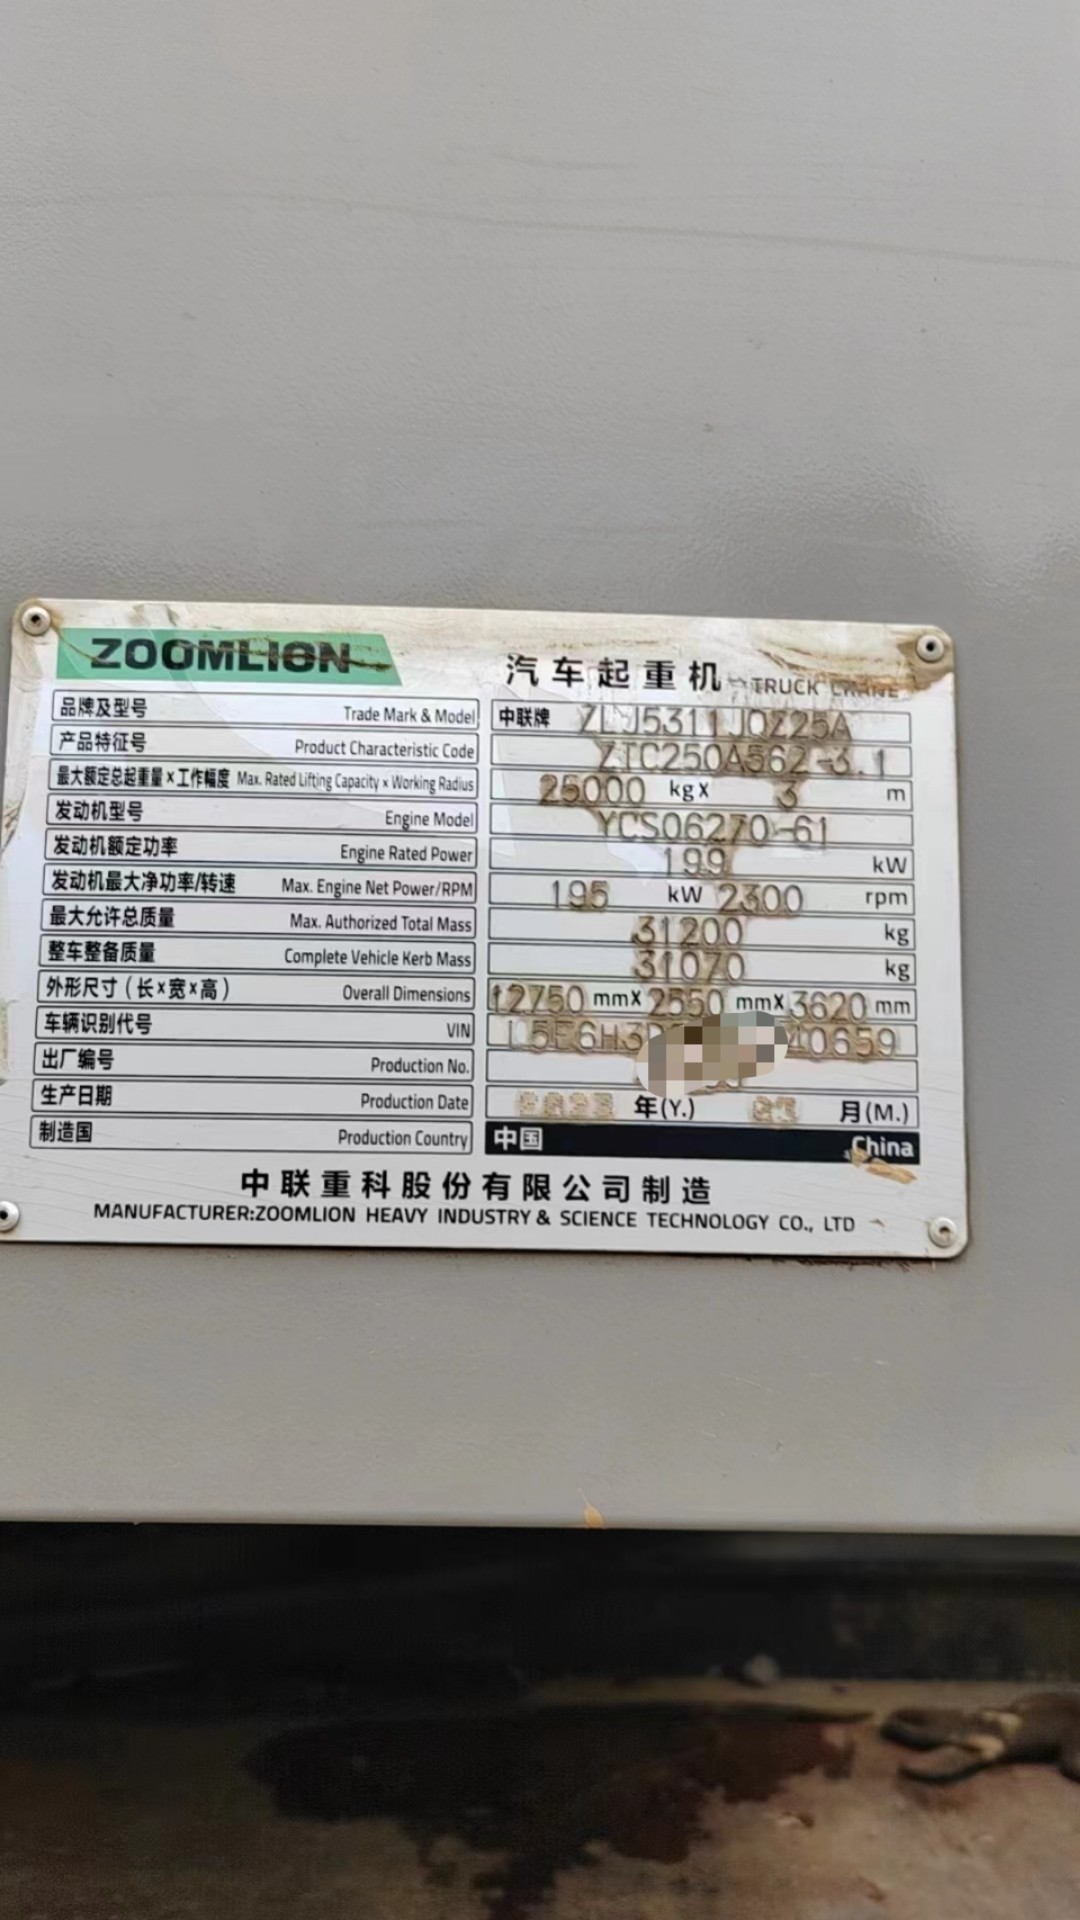 ZOOMLION
汽车起重机 TRUCK CRANE
品牌及型号 Trade Mark & Model 中联牌 ZLJ5311JQZ25A
产品特征号 Product Characteristic Code ZTC250A562-3.1
最大额定总起重量×工作幅度 Max. Rated Lifting Capacity × Working Radius 25000 kgX 3 m
发动机型号 Engine Model YCS06270-61
发动机额定功率 Engine Rated Power 199 kW
发动机最大净功率/转速 Max. Engine Net Power/RPM 195 kW 2300 rpm
最大允许总质量 Max. Authorized Total Mass 31200 kg
整车整备质量 Complete Vehicle Kerb Mass 31070 kg
外形尺寸(长×宽×高) Overall Dimensions 12750 mmX 2550 mmX 3620 mm
车辆识别代号 VIN
出厂编号 Production No.
生产日期 Production Date 年(Y.) 月(M.)
制造国 Production Country 中国 China
中联重科股份有限公司制造
MANUFACTURER:ZOOMLION HEAVY INDUSTRY & SCIENCE TECHNOLOGY CO., LTD